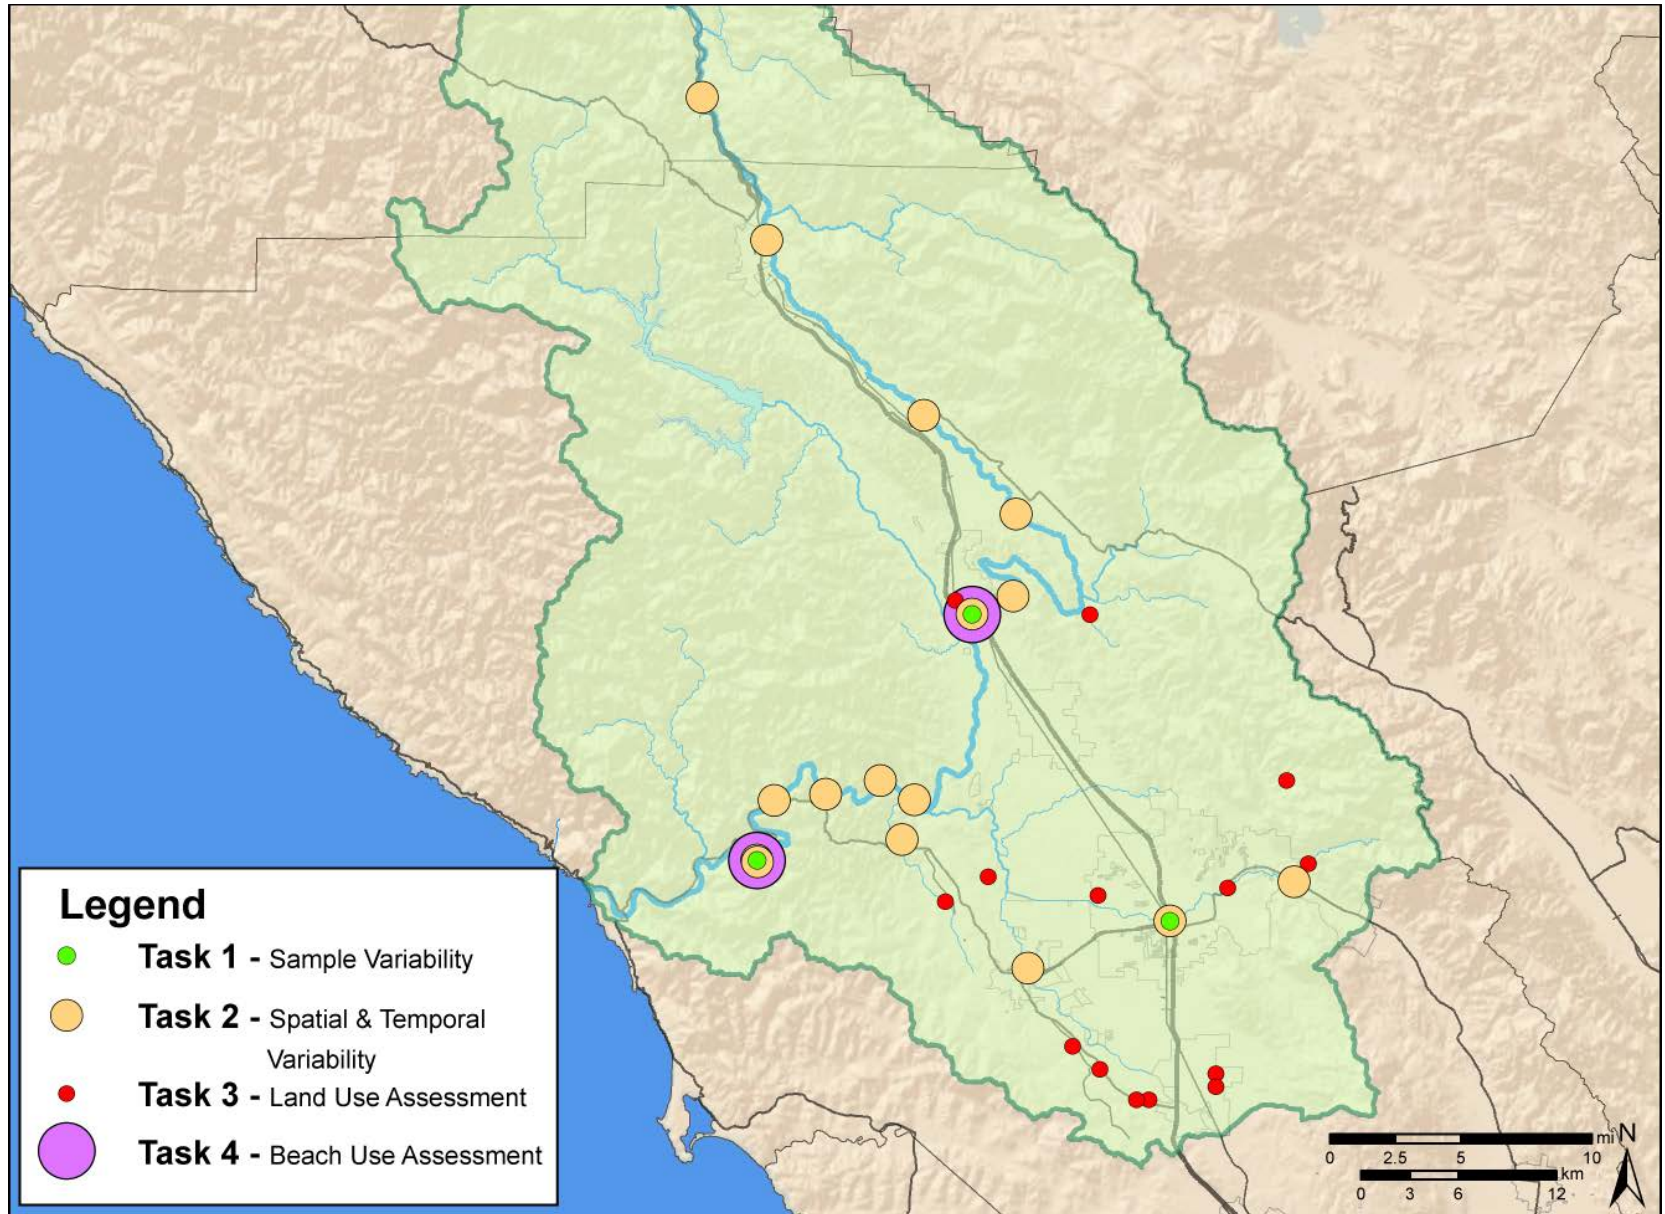 Legend
Task 1 - Sample Variability
Task 2 - Spatial & Temporal
Variability
Task 3 - Land Use Assessment
Task 4 - Beach Use Assessment
mi N
0 2.5 5 10
km
0 3 6 12